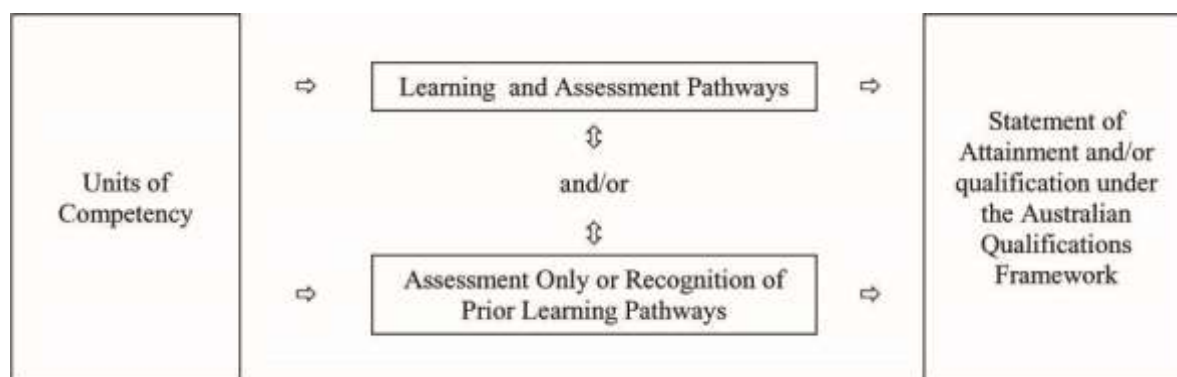 Units of
Competency
Learning and Assessment Pathways
and/or
Assessment Only or Recognition of
Prior Learning Pathways
Statement of
Attainment and/or
qualification under
the Australian
Qualifications
Framework